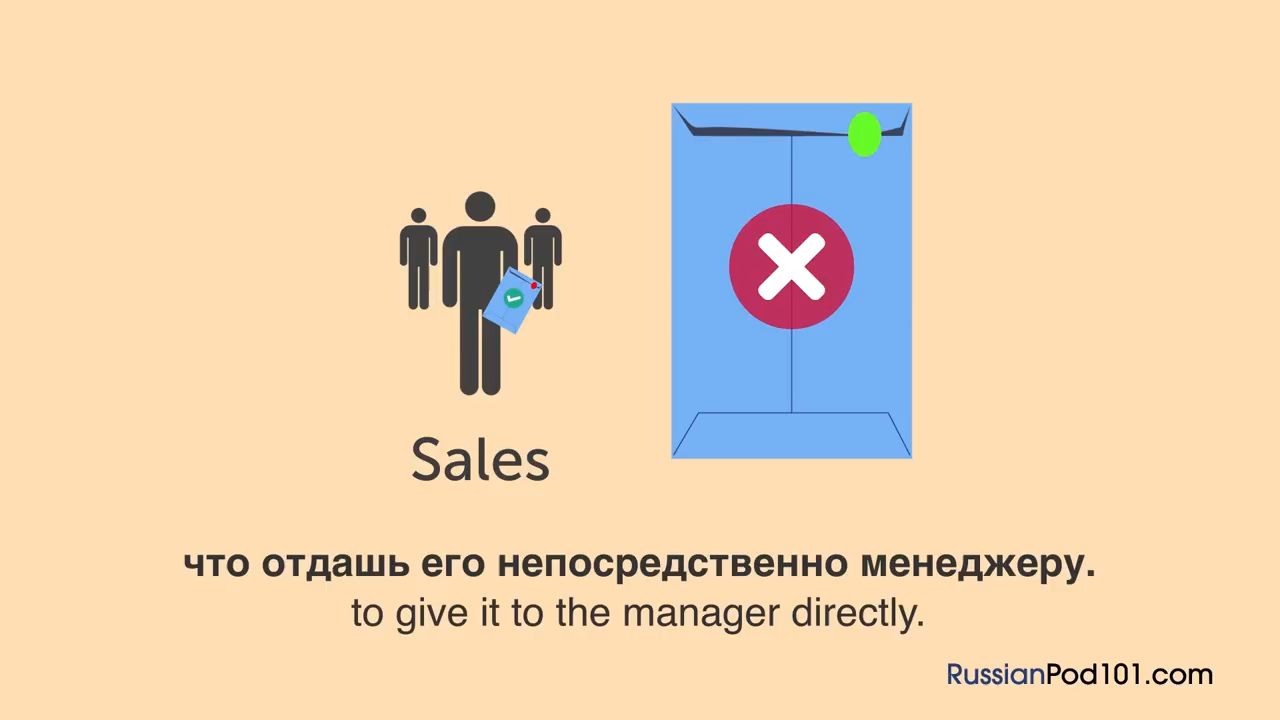 Sales
что отдашь его непосредственно менеджеру.
to give it to the manager directly.
RussianPod101.com